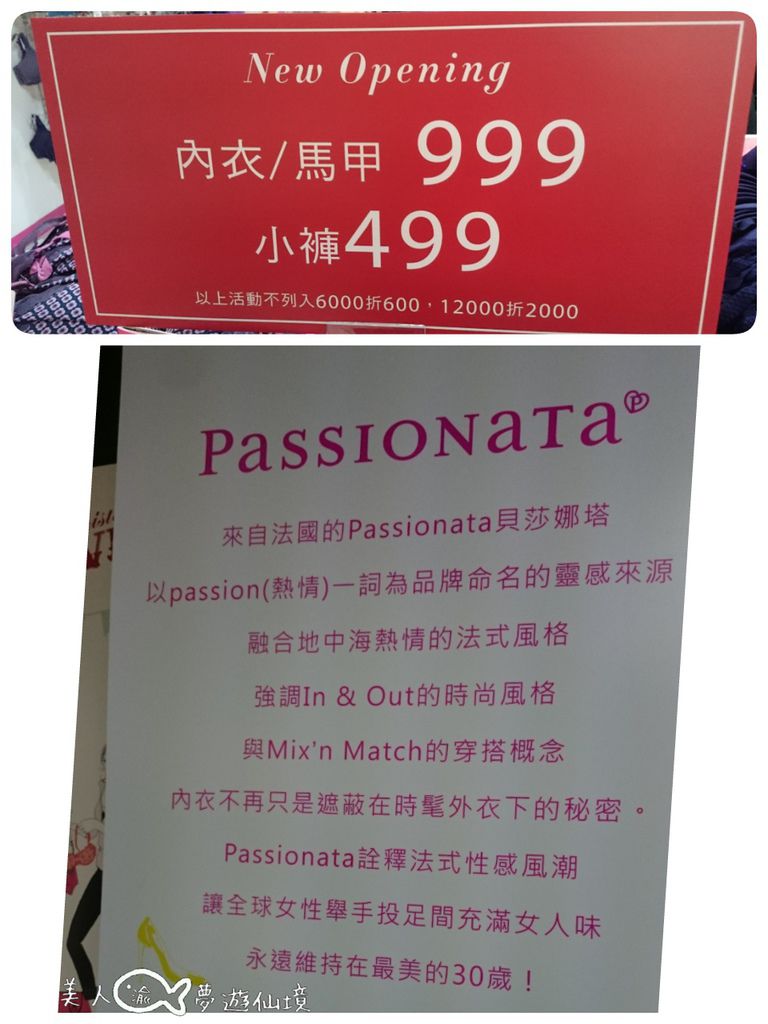 New Opening
內衣/馬甲 999
小褲499
以上活動不列入6000折600，12000折2000
PassIONaTa
來自法國的Passionata貝莎娜塔
以passion(熱情)一詞為品牌命名的靈感來源
融合地中海熱情的法式風格
強調In & Out的時尚風格
與Mix'n Match的穿搭概念
內衣不再只是遮蔽在時髦外衣下的秘密。
Passionata詮釋法式性感風潮
讓全球女性舉手投足間充滿女人味
永遠維持在最美的30歲！
美人渝夢遊仙境